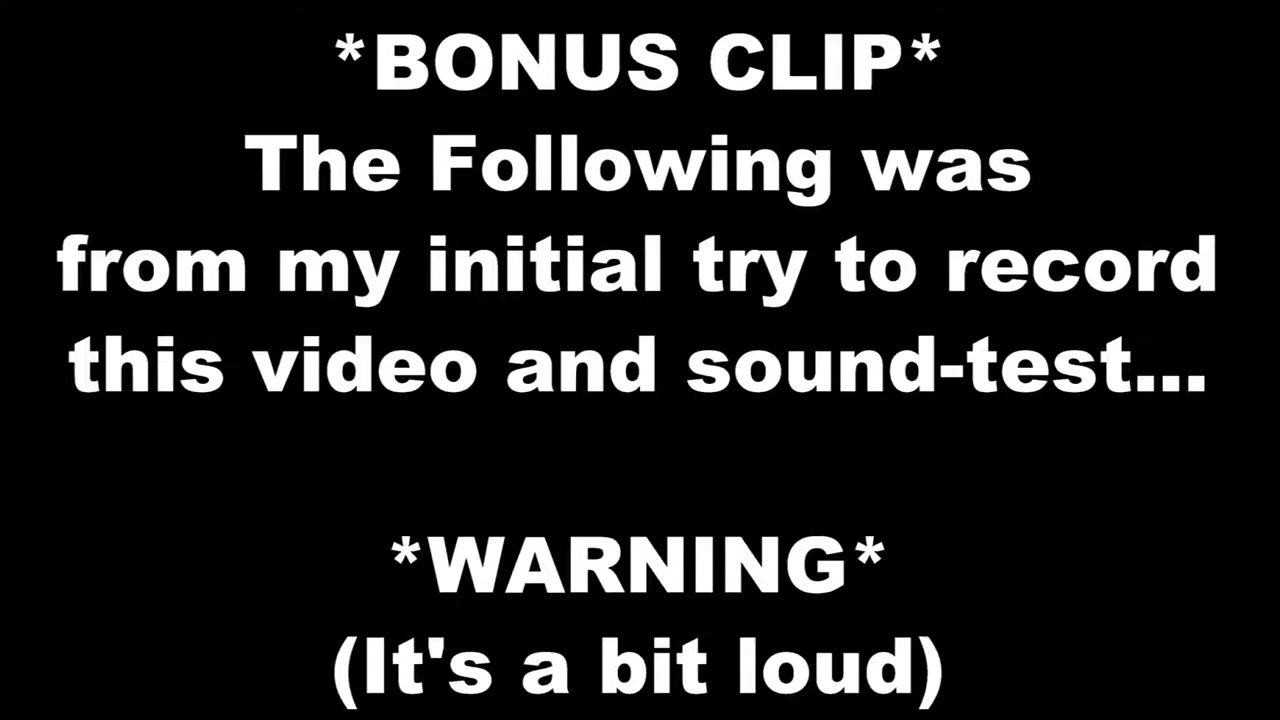 *BONUS CLIP*
The Following was
from my initial try to record
this video and sound-test...
*WARNING*
(It's a bit loud)